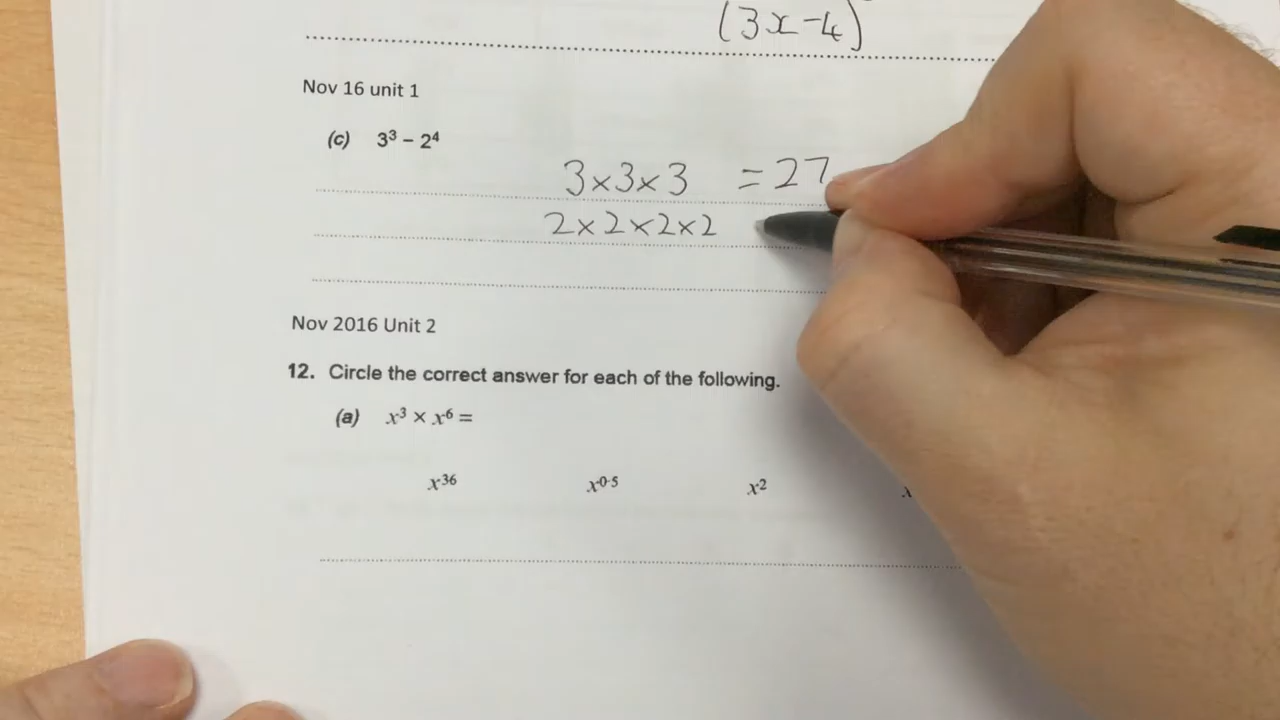 (3x-4)
Nov 16 unit 1
(c) 3³ – 2⁴
3×3×3 =27
2×2×2×2
Nov 2016 Unit 2
12. Circle the correct answer for each of the following.
(a) x³ × x⁶ =
x³⁶ x⁰·⁵ x²